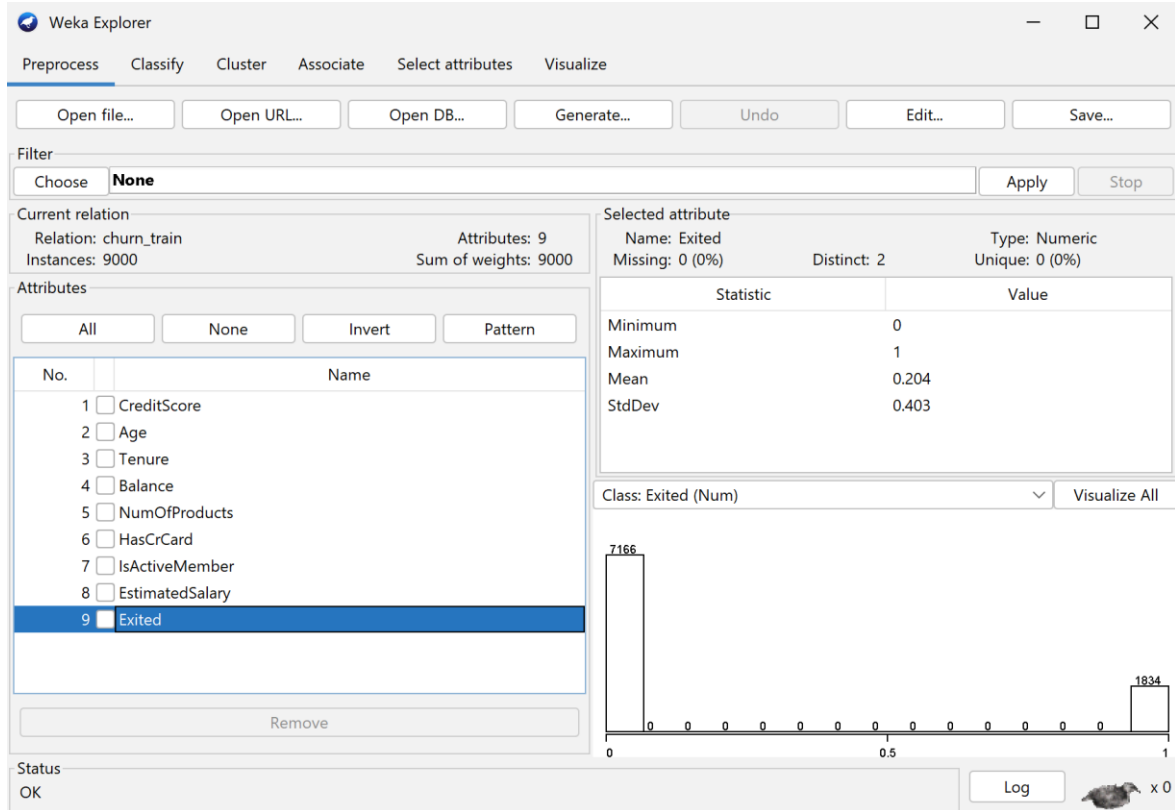 Weka Explorer
Preprocess Classify Cluster Associate Select attributes Visualize
Open file... Open URL... Open DB... Generate... Undo Edit... Save...
Filter
Choose None Apply Stop
Current relation
Relation: churn_train Attributes: 9
Instances: 9000 Sum of weights: 9000
Attributes
All None Invert Pattern
No. Name
1 CreditScore
2 Age
3 Tenure
4 Balance
5 NumOfProducts
6 HasCrCard
7 IsActiveMember
8 EstimatedSalary
9 Exited
Remove
Selected attribute
Name: Exited Type: Numeric
Missing: 0 (0%) Distinct: 2 Unique: 0 (0%)
Statistic Value
Minimum 0
Maximum 1
Mean 0.204
StdDev 0.403
Class: Exited (Num) Visualize All
7166
1834
0 0 0 0 0 0 0 0 0 0 0 0 0
0 0.5 1
Status
OK
Log x 0